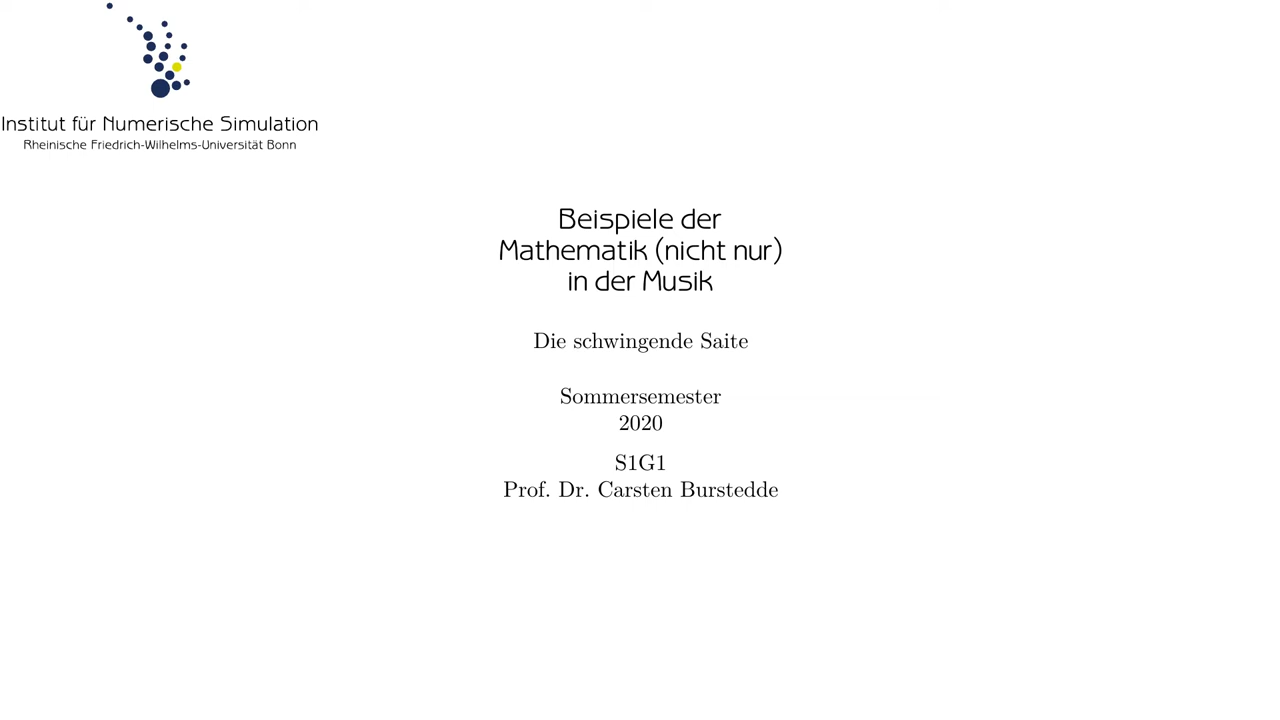 Institut für Numerische Simulation
Rheinische Friedrich-Wilhelms-Universität Bonn
Beispiele der
Mathematik (nicht nur)
in der Musik
Die schwingende Saite
Sommersemester
2020
S1G1
Prof. Dr. Carsten Burstedde